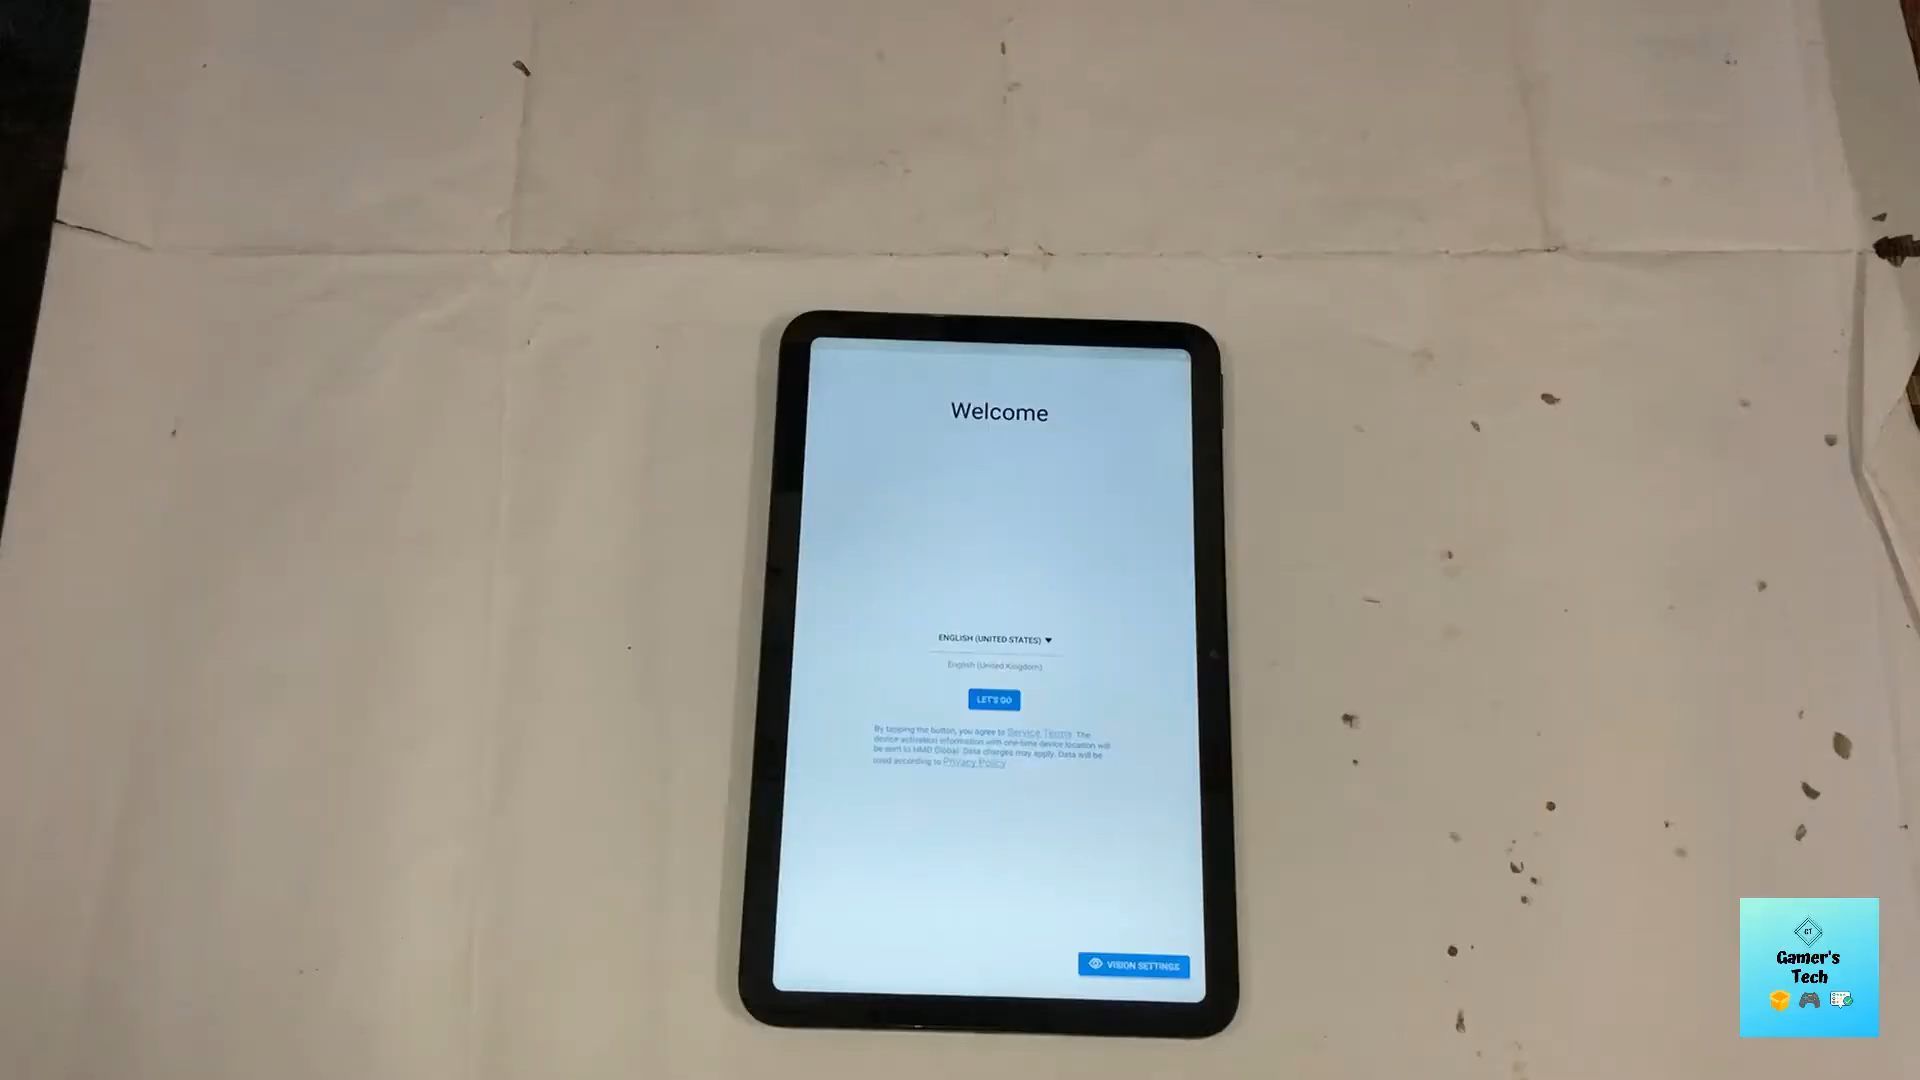 Welcome
ENGLISH (UNITED STATES)
English (United Kingdom)
LET'S GO
By tapping the button, you agree to Service Terms. The
device activation information with one-time device location will
be sent to HMD Global. Data charges may apply. Data will be
used according to Privacy Policy
VISION SETTINGS
GT
Gamer's
Tech